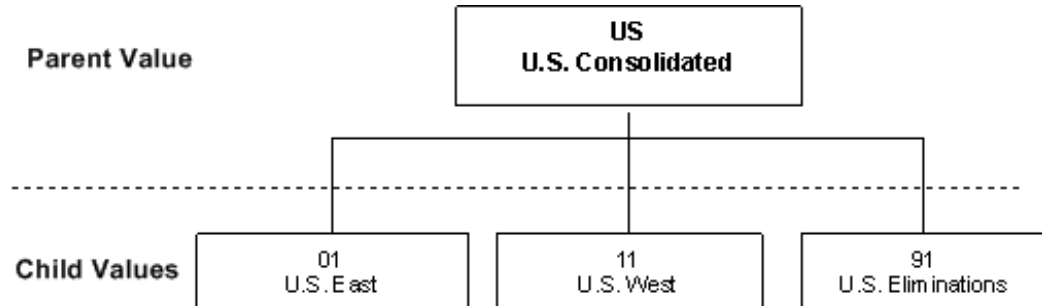 Parent Value
US
U.S. Consolidated
Child Values
01
U.S. East
11
U.S. West
91
U.S. Eliminations